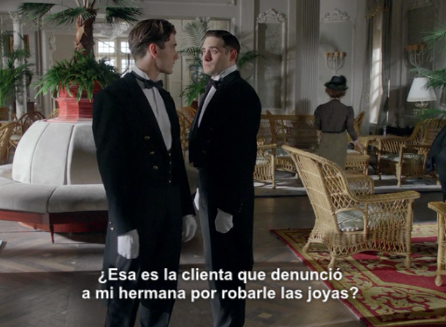 ¿Esa es la clienta que denunció
a mi hermana por robarle las joyas?